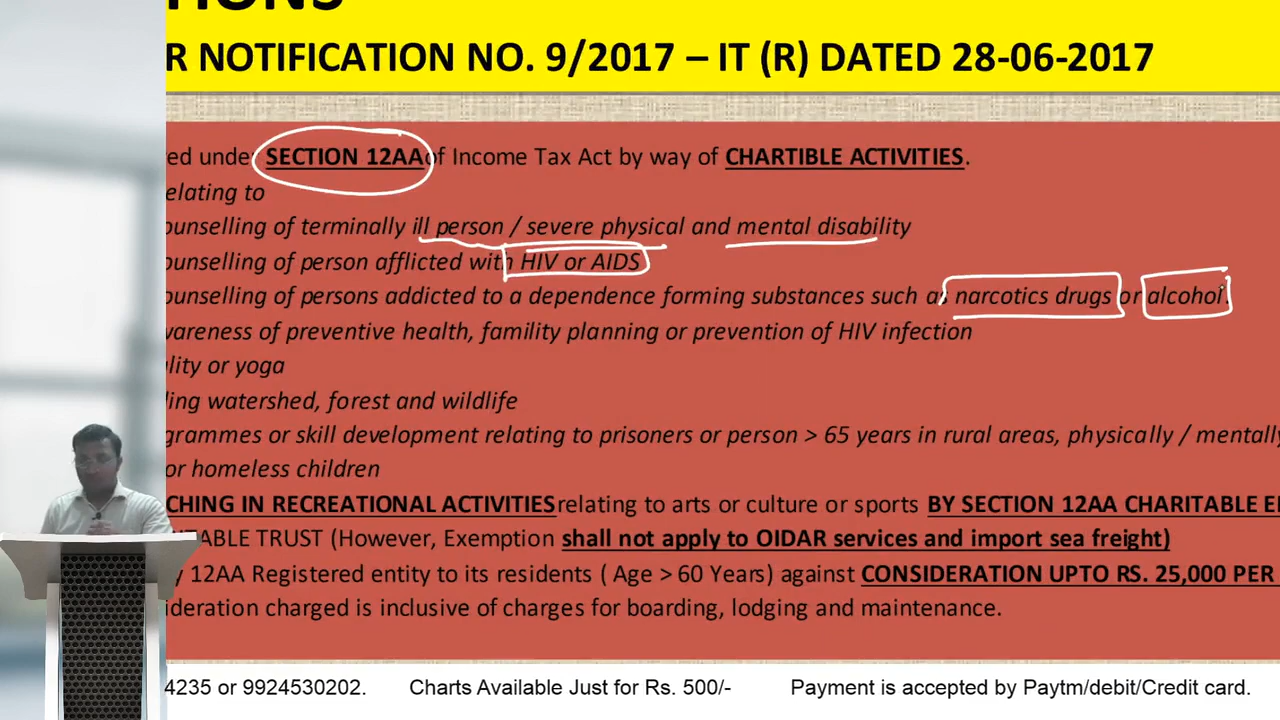 TIONS
R NOTIFICATION NO. 9/2017 – IT (R) DATED 28-06-2017
ed unde SECTION 12AA of Income Tax Act by way of CHARTIBLE ACTIVITIES.
elating to
ounselling of terminally ill person / severe physical and mental disability
ounselling of person afflicted with HIV or AIDS
ounselling of persons addicted to a dependence forming substances such as narcotics drugs or alcohol.
wareness of preventive health, famility planning or prevention of HIV infection
lity or yoga
ding watershed, forest and wildlife
grammes or skill development relating to prisoners or person > 65 years in rural areas, physically / mentally
or homeless children
CHING IN RECREATIONAL ACTIVITIES relating to arts or culture or sports BY SECTION 12AA CHARITABLE E
TABLE TRUST (However, Exemption shall not apply to OIDAR services and import sea freight)
y 12AA Registered entity to its residents ( Age > 60 Years) against CONSIDERATION UPTO RS. 25,000 PER
ideration charged is inclusive of charges for boarding, lodging and maintenance.
4235 or 9924530202. Charts Available Just for Rs. 500/- Payment is accepted by Paytm/debit/Credit card.